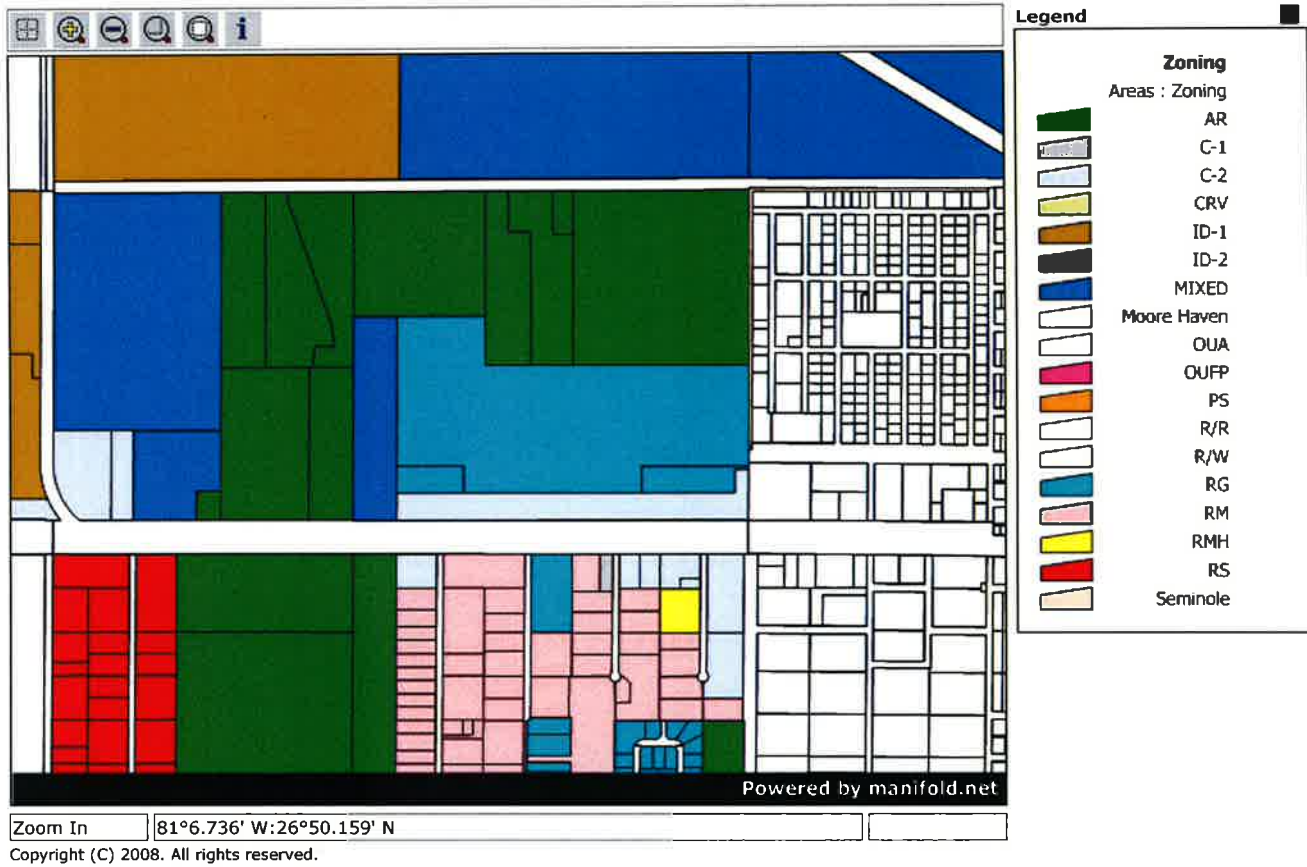 i
Legend
Zoning
Areas : Zoning
AR
C-1
C-2
CRV
ID-1
ID-2
MIXED
Moore Haven
OUA
OUFP
PS
R/R
R/W
RG
RM
RMH
RS
Seminole
Powered by manifold.net
Zoom In 81°6.736' W:26°50.159' N
Copyright (C) 2008. All rights reserved.